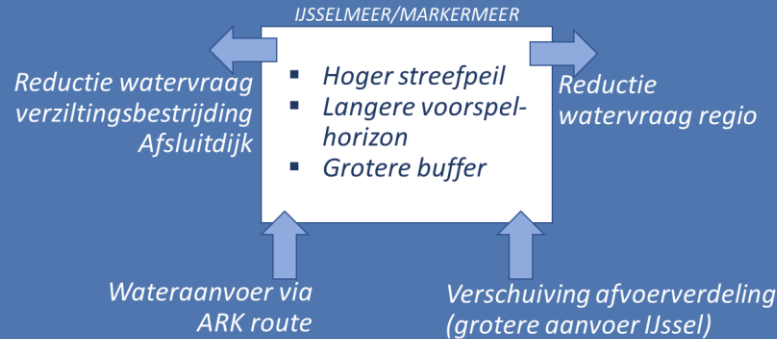 IJSSELMEER/MARKERMEER
Reductie watervraag
verziltingsbestrijding
Afsluitdijk
▪ Hoger streefpeil
▪ Langere voorspel-
horizon
▪ Grotere buffer
Reductie
watervraag regio
Wateraanvoer via
ARK route
Verschuiving afvoerverdeling
(grotere aanvoer IJssel)